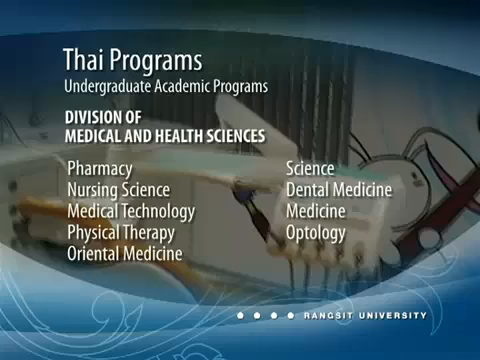 Thai Programs
Undergraduate Academic Programs
DIVISION OF
MEDICAL AND HEALTH SCIENCES
Pharmacy
Nursing Science
Medical Technology
Physical Therapy
Oriental Medicine
Science
Dental Medicine
Medicine
Optology
RANGSIT UNIVERSITY